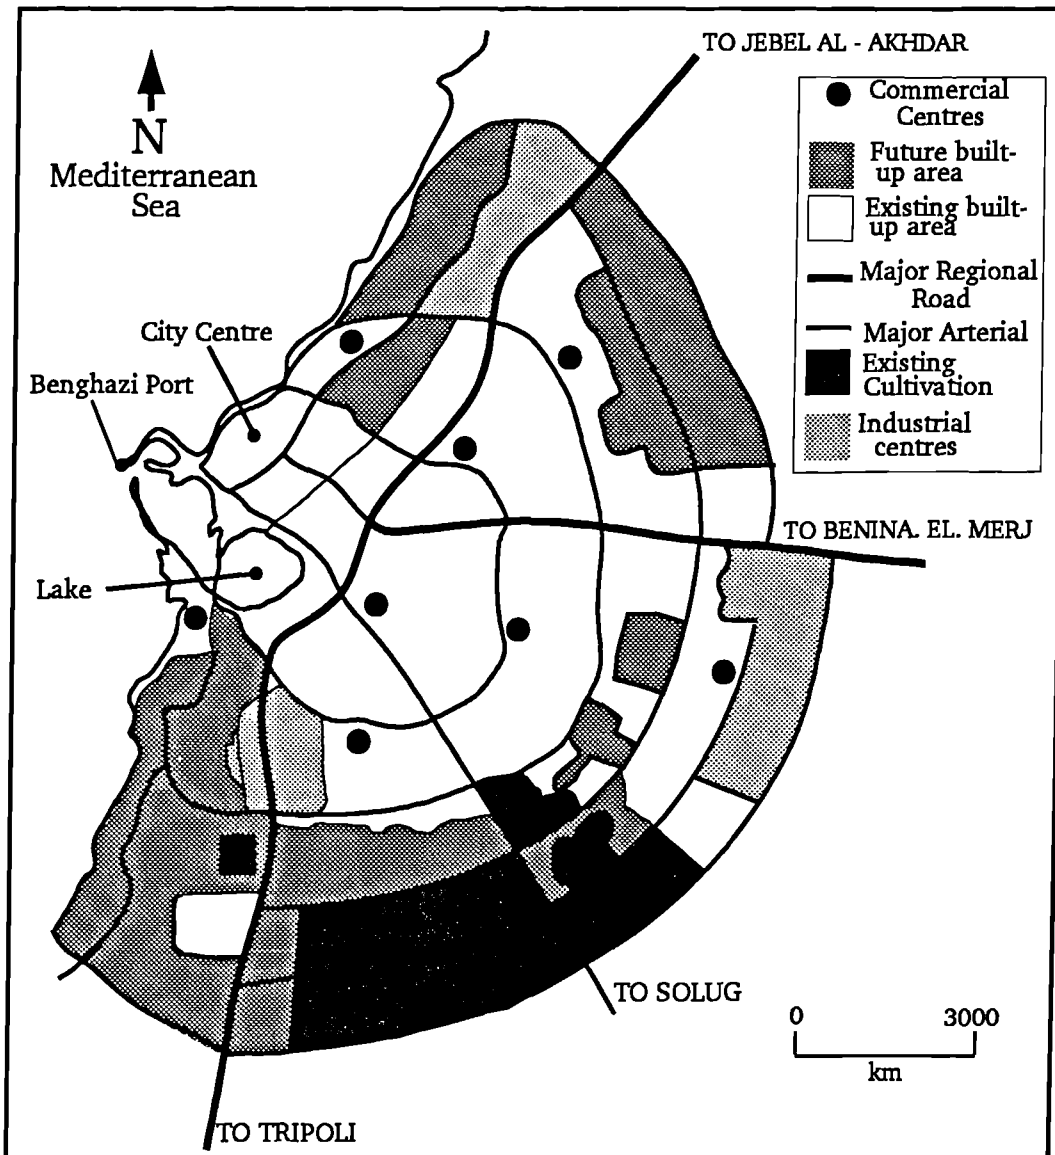 TO JEBEL AL - AKHDAR
N
Mediterranean
Sea
Commercial
Centres
Future built-
up area
Existing built-
up area
Major Regional
Road
Major Arterial
Existing
Cultivation
Industrial
centres
City Centre
Benghazi Port
TO BENINA. EL. MERJ
Lake
TO SOLUG
0 3000
km
TO TRIPOLI